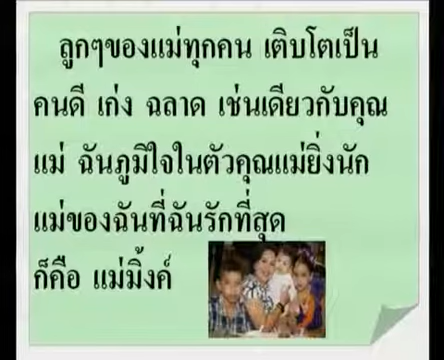 ลูกๆของแม่ทุกคน เติบโตเป็น
คนดี เก่ง ฉลาด เช่นเดียวกับคุณ
แม่ ฉันภูมิใจในตัวคุณแม่ยิ่งนัก
แม่ของฉันที่ฉันรักที่สุด
ก็คือ แม่มิ้งค์